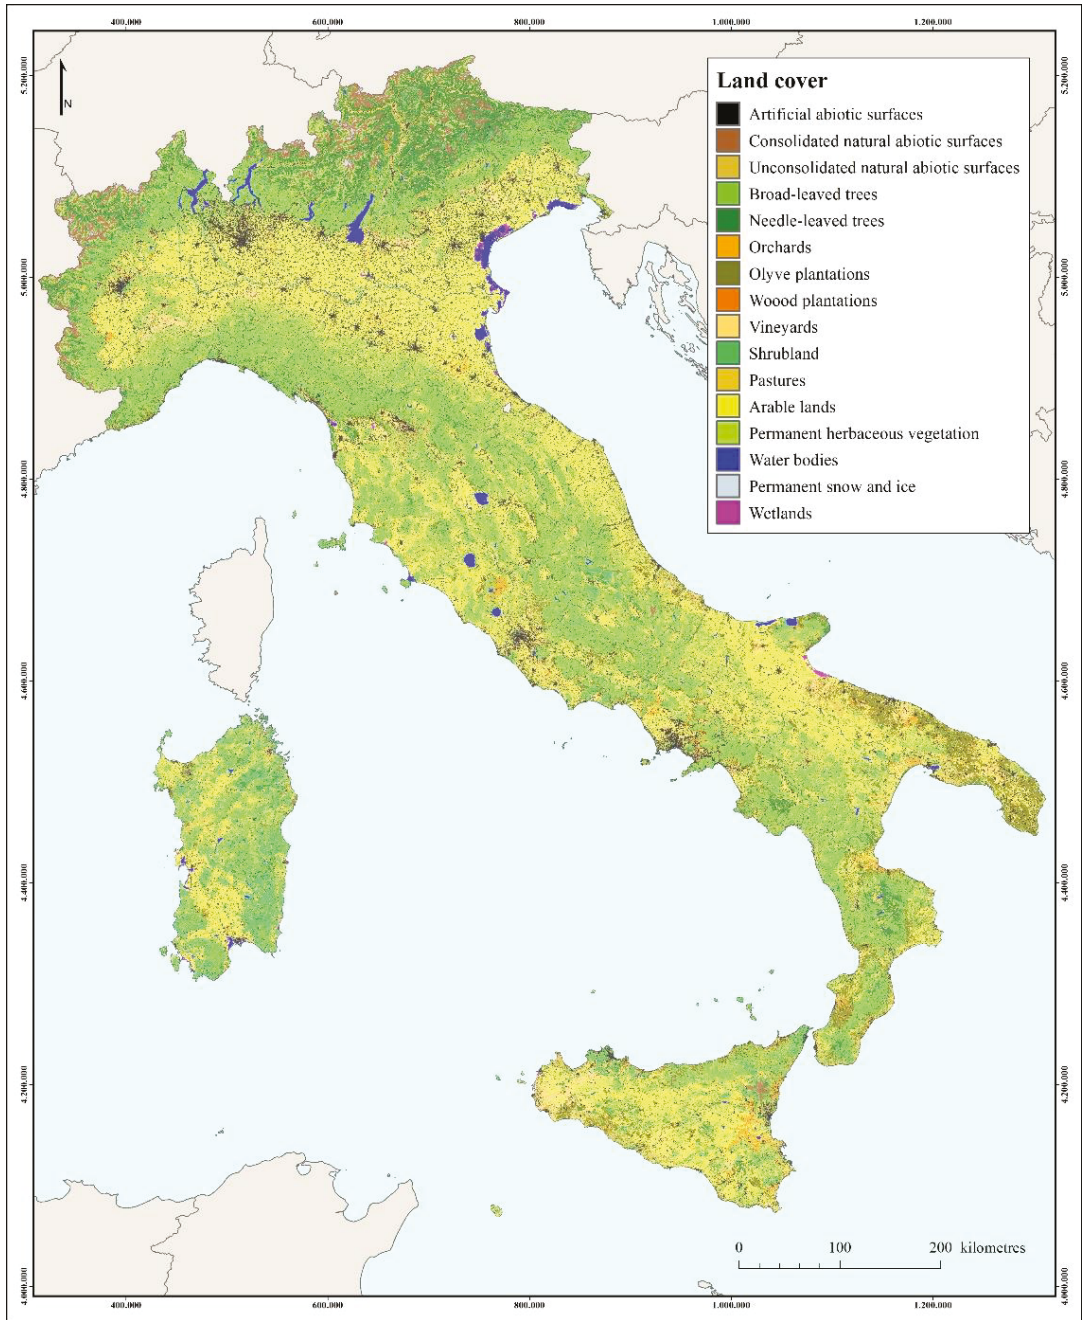 400.000 600.000 800.000 1.000.000 1.200.000
5.200.000 5.200.000
N
Land cover
Artificial abiotic surfaces
Consolidated natural abiotic surfaces
Unconsolidated natural abiotic surfaces
Broad-leaved trees
Needle-leaved trees
Orchards
Olyve plantations
Woood plantations
Vineyards
Shrubland
Pastures
Arable lands
Permanent herbaceous vegetation
Water bodies
Permanent snow and ice
Wetlands
5.000.000 5.000.000
4.800.000 4.800.000
4.600.000 4.600.000
4.400.000 4.400.000
4.200.000 4.200.000
0 100 200 kilometres
4.000.000 4.000.000
400.000 600.000 800.000 1.000.000 1.200.000